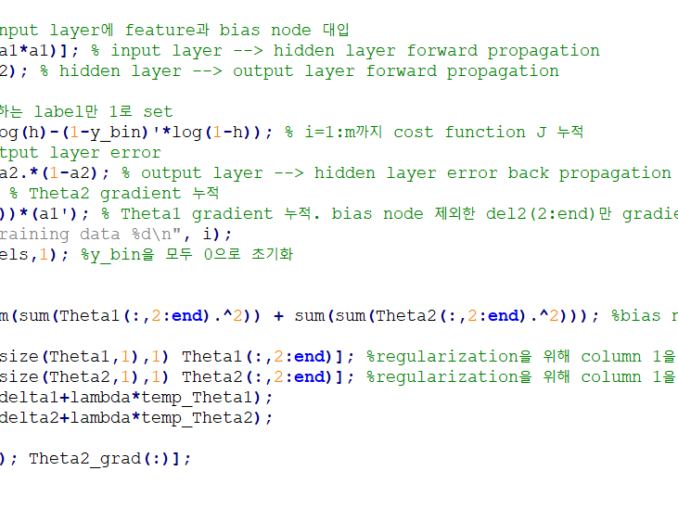 nput layer에 feature과 bias node 대입
a1*a1)]; % input layer --> hidden layer forward propagation
2); % hidden layer --> output layer forward propagation
하는 label만 1로 set
og(h)-(1-y_bin)'*log(1-h)); % i=1:m까지 cost function J 누적
tput layer error
a2.*(1-a2); % output layer --> hidden layer error back propagation
% Theta2 gradient 누적
))*(a1'); % Theta1 gradient 누적. bias node 제외한 del2(2:end)만 gradie
raining data %d\n", i);
els,1); %y_bin을 모두 0으로 초기화
m(sum(Theta1(:,2:end).^2)) + sum(sum(Theta2(:,2:end).^2))); %bias n
size(Theta1,1),1) Theta1(:,2:end)]; %regularization을 위해 column 1을
size(Theta2,1),1) Theta2(:,2:end)]; %regularization을 위해 column 1을
delta1+lambda*temp_Theta1);
delta2+lambda*temp_Theta2);
); Theta2_grad(:)];